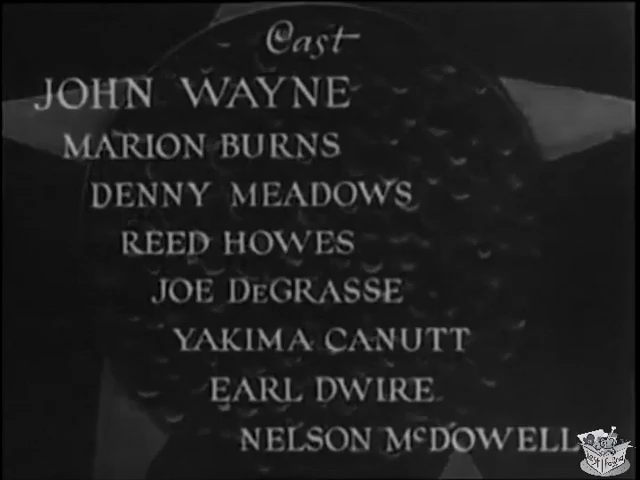 Cast
JOHN WAYNE
MARION BURNS
DENNY MEADOWS
REED HOWES
JOE DeGRASSE
YAKIMA CANUTT
EARL DWIRE
NELSON McDOWELL